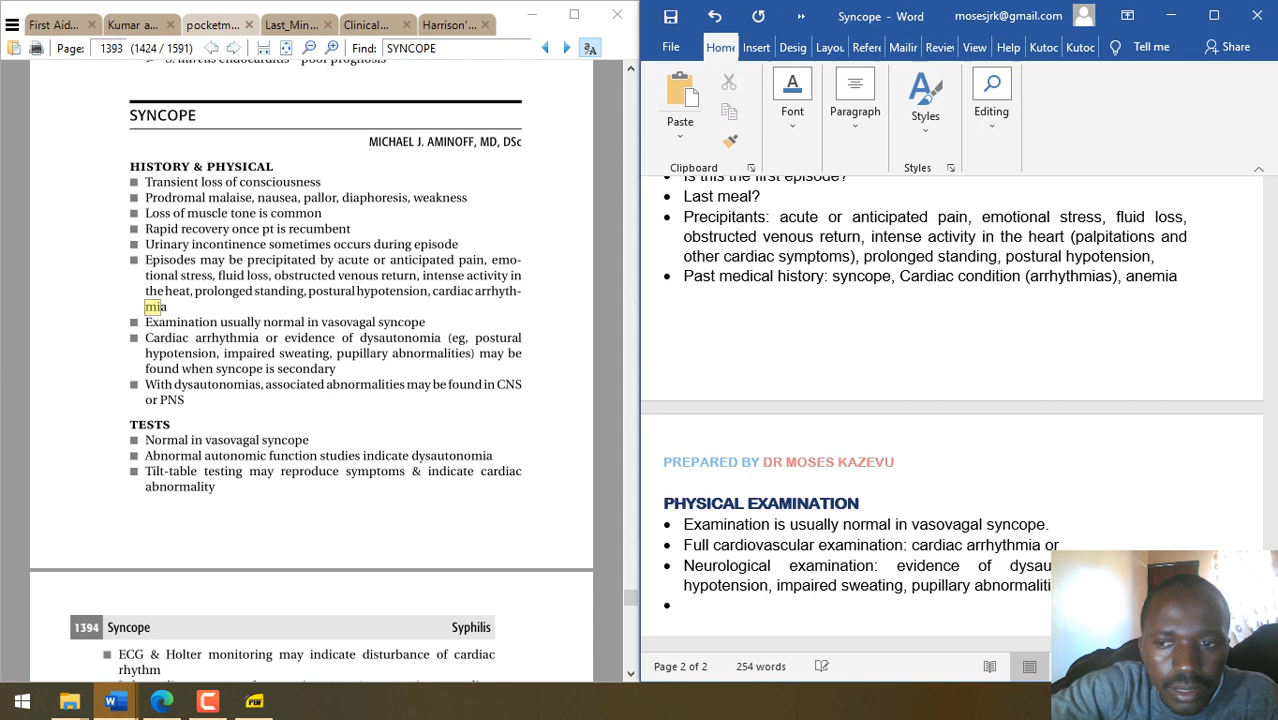 First Aid...
Kumar a...
pocketm...
Last_Min...
Clinical...
Harrison'...
Page: 1393 (1424 / 1591)
Find: SYNCOPE
S. aureus endocarditis – poor prognosis
SYNCOPE
MICHAEL J. AMINOFF, MD, DSc
HISTORY & PHYSICAL
Transient loss of consciousness
Prodromal malaise, nausea, pallor, diaphoresis, weakness
Loss of muscle tone is common
Rapid recovery once pt is recumbent
Urinary incontinence sometimes occurs during episode
Episodes may be precipitated by acute or anticipated pain, emo-
tional stress, fluid loss, obstructed venous return, intense activity in
the heat, prolonged standing, postural hypotension, cardiac arrhyth-
mia
Examination usually normal in vasovagal syncope
Cardiac arrhythmia or evidence of dysautonomia (eg, postural
hypotension, impaired sweating, pupillary abnormalities) may be
found when syncope is secondary
With dysautonomias, associated abnormalities may be found in CNS
or PNS
TESTS
Normal in vasovagal syncope
Abnormal autonomic function studies indicate dysautonomia
Tilt-table testing may reproduce symptoms & indicate cardiac
abnormality
1394 Syncope Syphilis
ECG & Holter monitoring may indicate disturbance of cardiac
rhythm
Syncope - Word
mosesjrk@gmail.com
File Home Insert Desig Layou Refere Mailir Reviev View Help Kutoc Kutoc Tell me Share
Paste
Font
Paragraph
Styles
Editing
Clipboard
Styles
Is this the first episode?
Last meal?
Precipitants: acute or anticipated pain, emotional stress, fluid loss,
obstructed venous return, intense activity in the heart (palpitations and
other cardiac symptoms), prolonged standing, postural hypotension,
Past medical history: syncope, Cardiac condition (arrhythmias), anemia
PREPARED BY DR MOSES KAZEVU
PHYSICAL EXAMINATION
Examination is usually normal in vasovagal syncope.
Full cardiovascular examination: cardiac arrhythmia or
Neurological examination: evidence of dysau
hypotension, impaired sweating, pupillary abnormaliti
Page 2 of 2 254 words